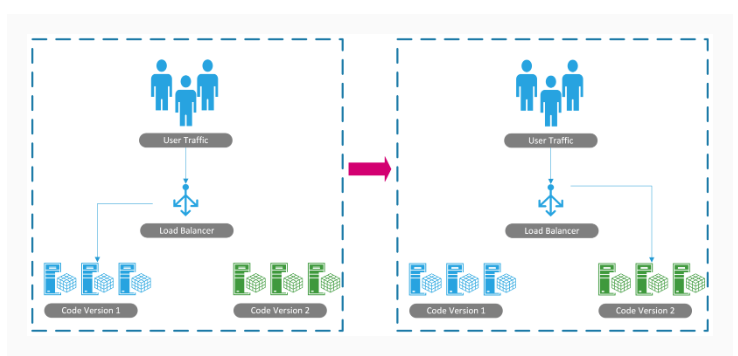 User Traffic
Load Balancer
Code Version 1
Code Version 2
User Traffic
Load Balancer
Code Version 1
Code Version 2